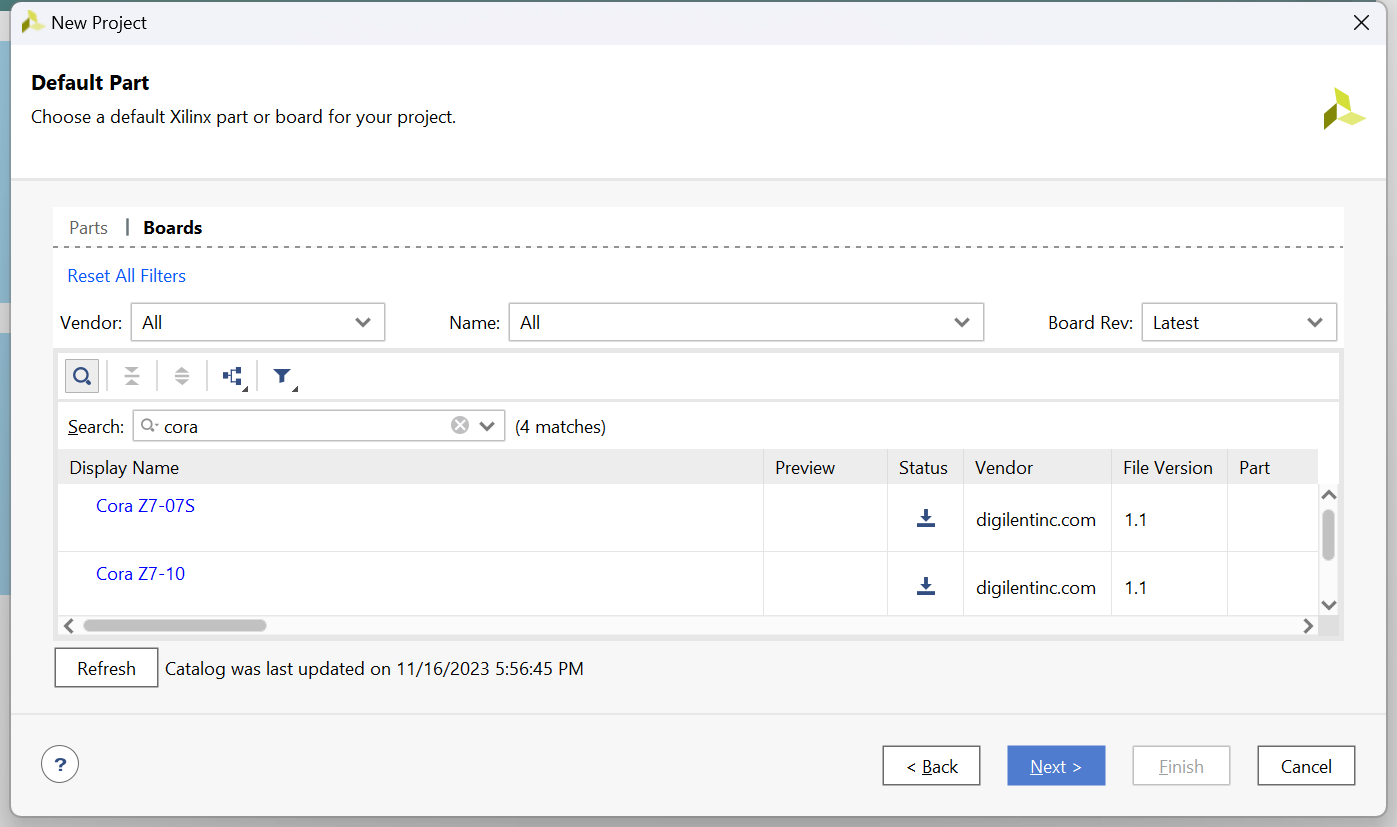 New Project
Default Part
Choose a default Xilinx part or board for your project.
Parts | Boards
Reset All Filters
Vendor: All Name: All Board Rev: Latest
Search: cora (4 matches)
Display Name Preview Status Vendor File Version Part
Cora Z7-07S digilentinc.com 1.1
Cora Z7-10 digilentinc.com 1.1
Refresh Catalog was last updated on 11/16/2023 5:56:45 PM
? < Back Next > Finish Cancel